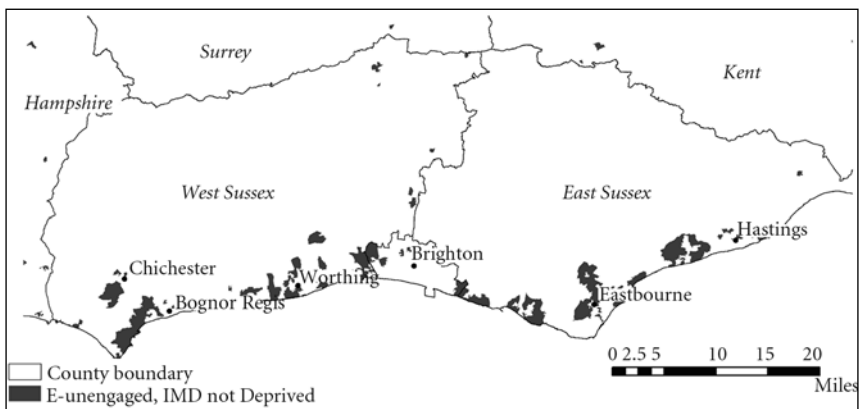 Surrey
Kent
Hampshire
West Sussex
East Sussex
Hastings
Brighton
Chichester
Worthing
Eastbourne
Bognor Regis
0 2.5 5 10 15 20
Miles
County boundary
E-unengaged, IMD not Deprived